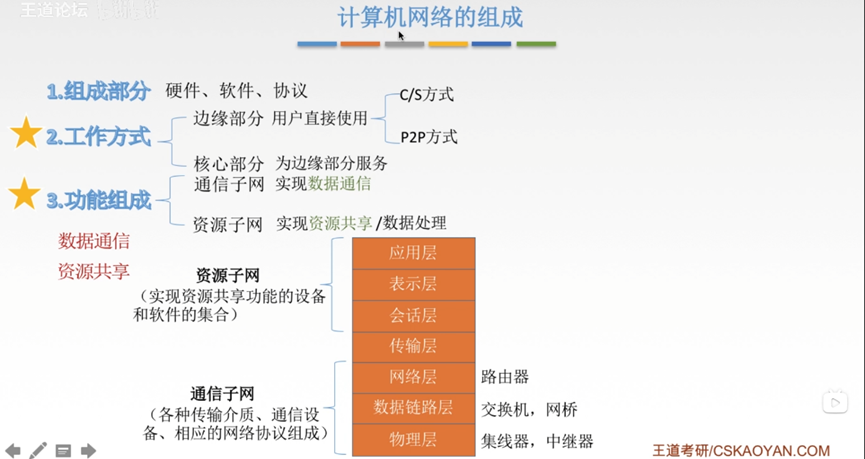 王道论坛
计算机网络的组成
1.组成部分 硬件、软件、协议
C/S方式
边缘部分 用户直接使用
2.工作方式
P2P方式
核心部分 为边缘部分服务
通信子网 实现数据通信
3.功能组成
资源子网 实现资源共享/数据处理
数据通信
资源共享
资源子网
（实现资源共享功能的设备
和软件的集合）
应用层
表示层
会话层
传输层
网络层 路由器
数据链路层 交换机，网桥
物理层 集线器，中继器
通信子网
（各种传输介质、通信设
备、相应的网络协议组成）
王道考研/CSKAOYAN.COM